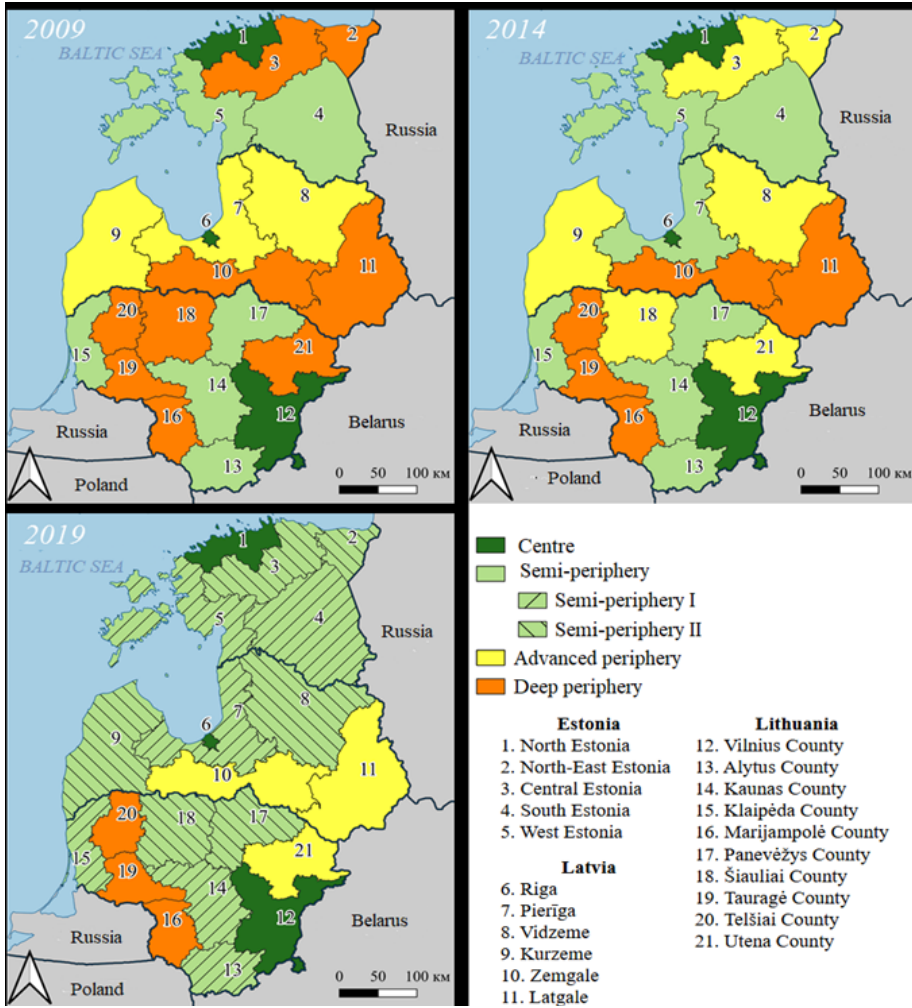 2009
BALTIC SEA
1
2
3
4
5
Russia
6
7
8
9
10
11
20
18
17
15
21
19
14
16
12
Belarus
Russia
13
Poland
0 50 100 км
2014
BALTIC SEA
1
2
3
4
5
Russia
6
7
8
9
10
11
20
18
17
15
21
19
14
16
12
Belarus
Russia
13
Poland
0 50 100 км
2019
BALTIC SEA
1
2
3
4
5
Russia
6
7
8
9
10
11
20
18
17
15
21
19
14
16
12
Belarus
Russia
13
Poland
0 50 100 км
Centre
Semi-periphery
Semi-periphery I
Semi-periphery II
Advanced periphery
Deep periphery
Estonia
1. North Estonia
2. North-East Estonia
3. Central Estonia
4. South Estonia
5. West Estonia
Latvia
6. Riga
7. Pierīga
8. Vidzeme
9. Kurzeme
10. Zemgale
11. Latgale
Lithuania
12. Vilnius County
13. Alytus County
14. Kaunas County
15. Klaipėda County
16. Marijampolė County
17. Panevėžys County
18. Šiauliai County
19. Tauragė County
20. Telšiai County
21. Utena County